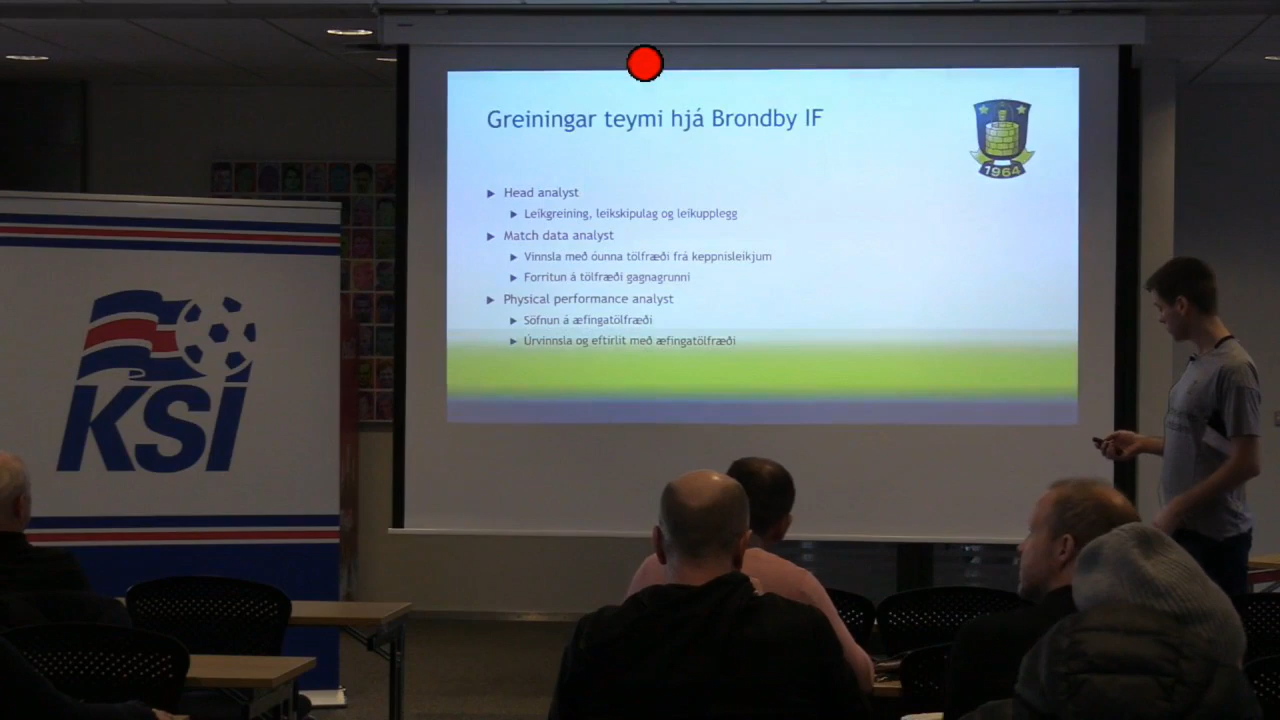 Greiningar teymi hjá Brondby IF
1964
Head analyst
Leikgreining, leikskipulag og leikupplegg
Match data analyst
Vinnsla með óunna tölfræði frá keppnisleikjum
Forritun á tölfræði gagnagrunni
Physical performance analyst
Söfnun á æfingatölfræði
Úrvinnsla og eftirlit með æfingatölfræði
KSÍ